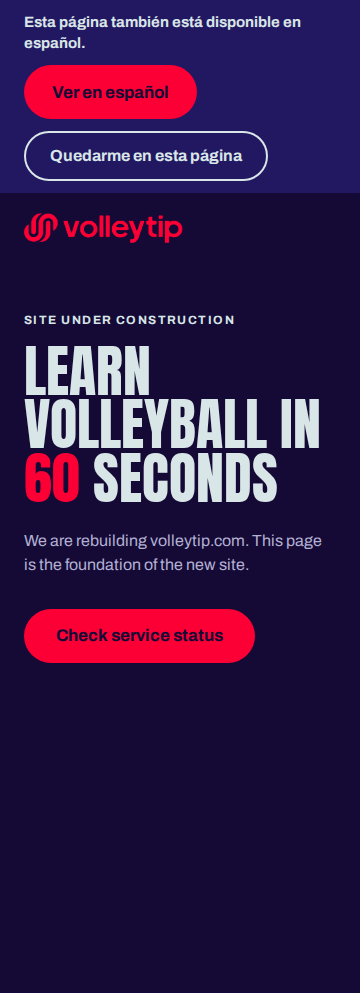 Esta página también está disponible en
español.
Ver en español
Quedarme en esta página
volleytip
SITE UNDER CONSTRUCTION
LEARN
VOLLEYBALL IN
60 SECONDS
We are rebuilding volleytip.com. This page
is the foundation of the new site.
Check service status